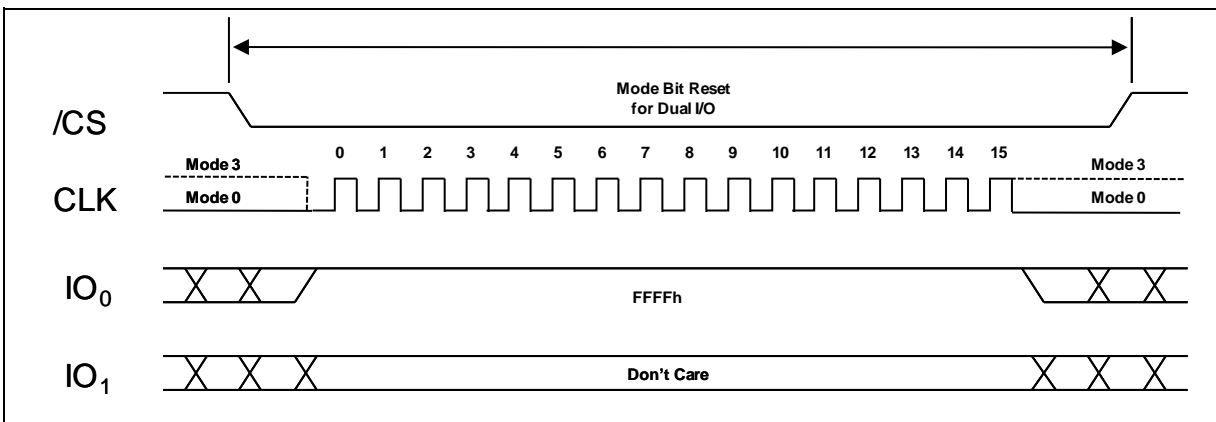 Mode Bit Reset
for Dual I/O
/CS
0 1 2 3 4 5 6 7 8 9 10 11 12 13 14 15
Mode 3
Mode 3
CLK
Mode 0
Mode 0
IO0
FFFFh
IO1
Don't Care